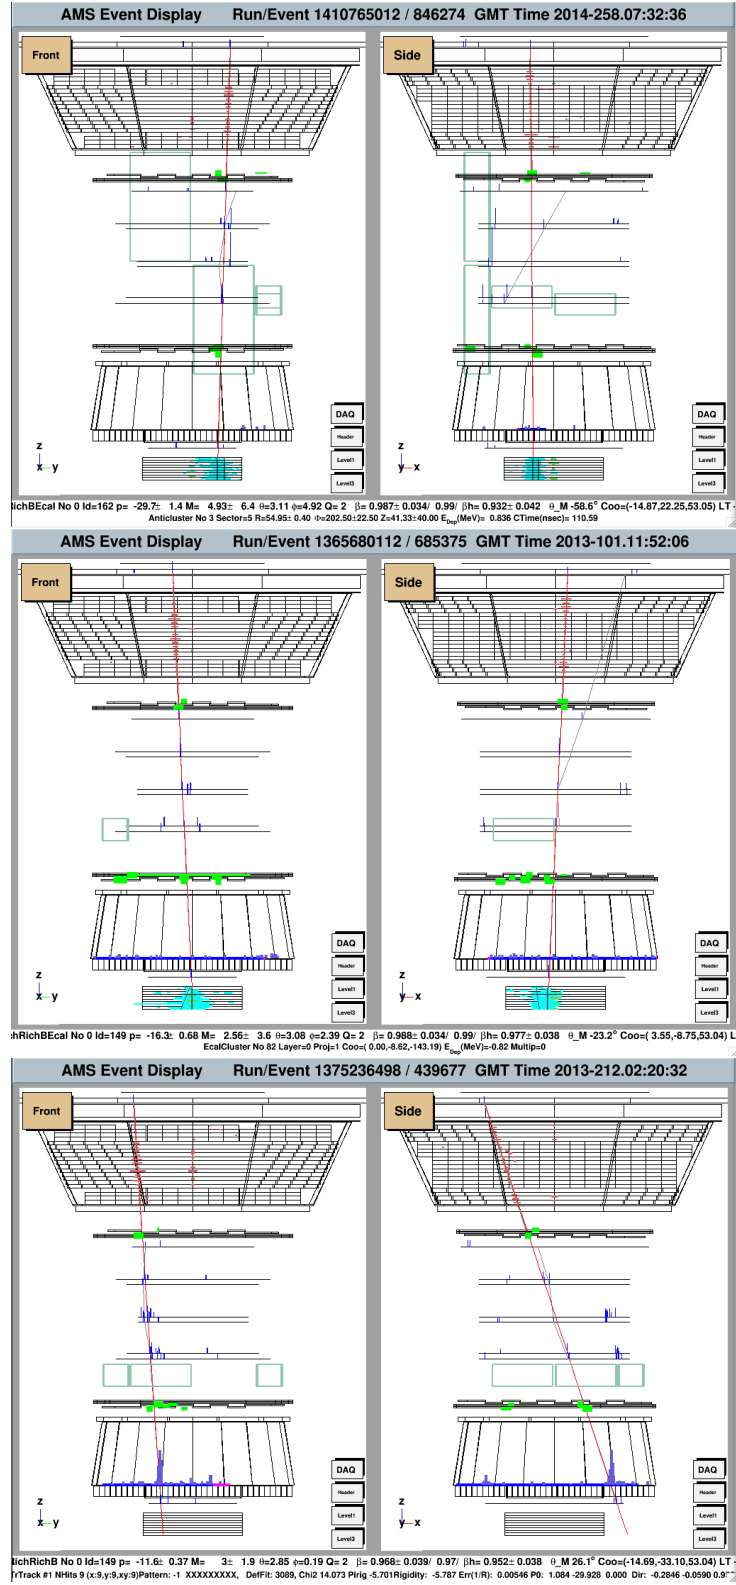 AMS Event Display Run/Event 1410765012 / 846274 GMT Time 2014-258.07:32:36
Front
Side
DAQ
Header
Level1
Level3
DAQ
Header
Level1
Level3
z
x y
z
y x
RichBEcal No 0 Id=162 p= -29.7± 1.4 M= 4.93± 6.4 θ=3.11 φ=4.92 Q= 2 β= 0.987± 0.034/ 0.99/ βh= 0.932± 0.042 θ_M -58.6° Coo=(-14.87,22.25,53.05) LT -
Anticluster No 3 Sector=5 R=54.95± 0.40 Φ=202.50±22.50 Z=41.33±40.00 E_Dep(MeV)= 0.836 CTime(nsec)= 110.59
AMS Event Display Run/Event 1365680112 / 685375 GMT Time 2013-101.11:52:06
Front
Side
DAQ
Header
Level1
Level3
DAQ
Header
Level1
Level3
z
x y
z
y x
hRichBEcal No 0 Id=149 p= -16.3± 0.68 M= 2.56± 3.6 θ=3.08 φ=2.39 Q= 2 β= 0.988± 0.034/ 0.99/ βh= 0.977± 0.038 θ_M -23.2° Coo=( 3.55,-8.75,53.04) L
EcalCluster No 82 Layer=0 Proj=1 Coo=( 0.00,-8.62,-143.19) E_Dep(MeV)=-0.82 Multip=0
AMS Event Display Run/Event 1375236498 / 439677 GMT Time 2013-212.02:20:32
Front
Side
DAQ
Header
Level1
Level3
DAQ
Header
Level1
Level3
z
x y
z
y x
RichB No 0 Id=149 p= -11.6± 0.37 M= 3± 1.9 θ=2.85 φ=0.19 Q= 2 β= 0.968± 0.039/ 0.97/ βh= 0.952± 0.038 θ_M 26.1° Coo=(-14.69,-33.10,53.04) LT -
TrTrack #1 NHits 9 (x:9,y:9,xy:9)Pattern: -1 XXXXXXXXX, DefFit: 3089, Chi2 14.073 Pirig -5.701Rigidity: -5.787 Err(1/R): 0.00546 P0: 1.084 -29.928 0.000 Dir: -0.2846 -0.0590